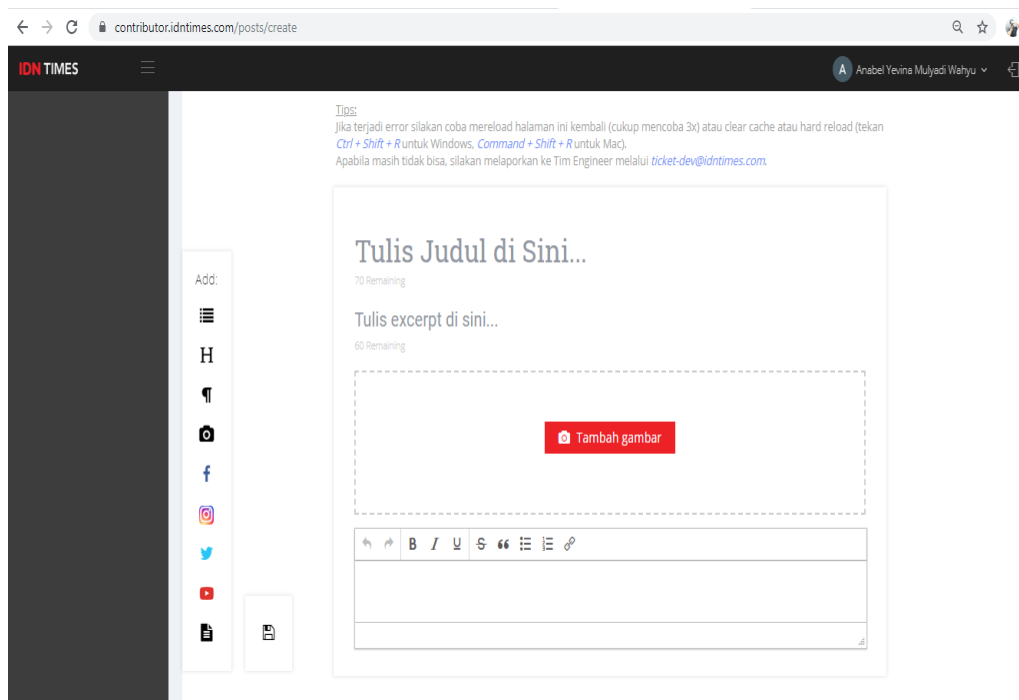 contributor.idntimes.com/posts/create
IDN TIMES
A Anabel Yevina Mulyadi Wahyu
Tips:
Jika terjadi error silakan coba mereload halaman ini kembali (cukup mencoba 3x) atau clear cache atau hard reload (tekan
Ctrl + Shift + R untuk Windows, Command + Shift + R untuk Mac).
Apabila masih tidak bisa, silakan melaporkan ke Tim Engineer melalui ticket-dev@idntimes.com.
Tulis Judul di Sini...
70 Remaining
Tulis excerpt di sini...
60 Remaining
Add:
H
Tambah gambar
B I U S